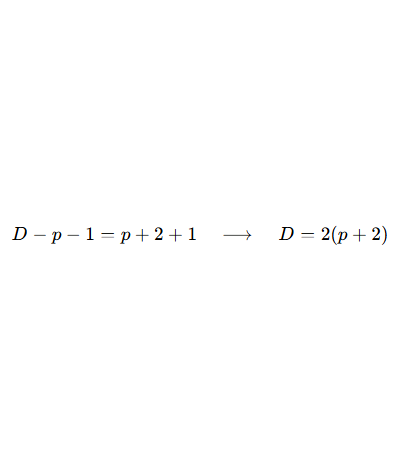 D − p − 1 = p + 2 + 1 ⟶ D = 2(p + 2)